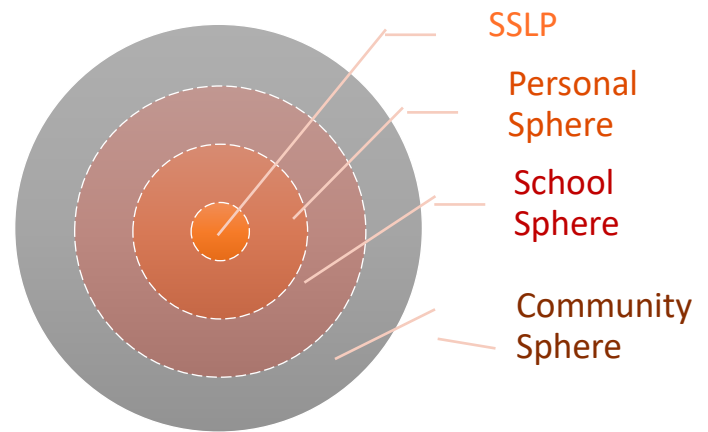 SSLP
Personal
Sphere
School
Sphere
Community
Sphere